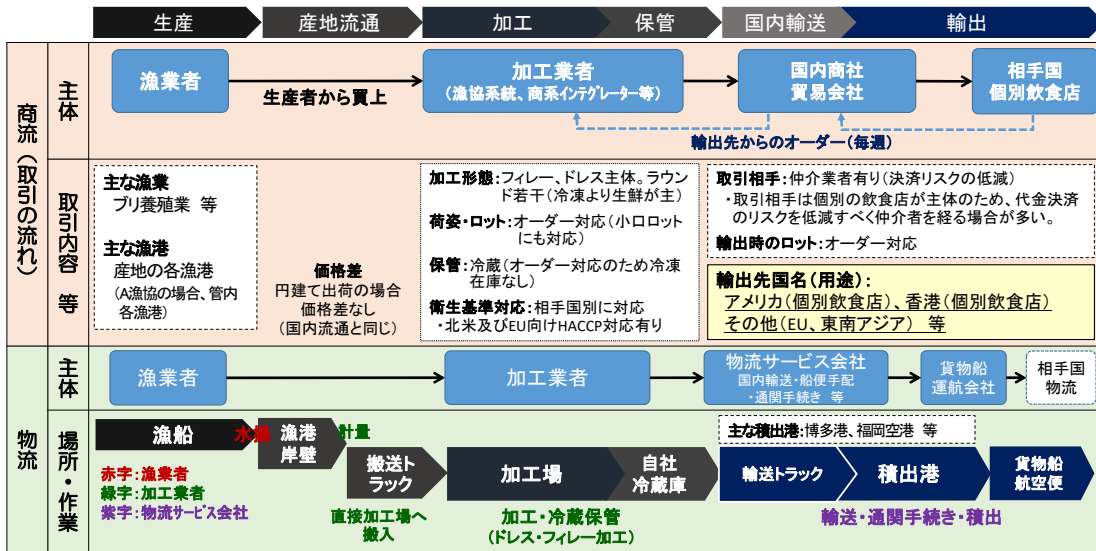 生産
産地流通
加工
保管
国内輸送
輸出
商流（取引の流れ）
主体
漁業者
生産者から買上
加工業者
（漁協系統、商系インテグレーター等）
国内商社
貿易会社
相手国
個別飲食店
輸出先からのオーダー（毎週）
取引内容 等
主な漁業
ブリ養殖業 等
主な漁港
産地の各漁港
（A漁協の場合、管内
各漁港）
価格差
円建て出荷の場合
価格差なし
（国内流通と同じ）
加工形態：フィレー、ドレス主体。ラウ
ンド若干（冷凍より生鮮が主）
荷姿・ロット：オーダー対応（小口ロット
にも対応）
保管：冷蔵（オーダー対応のため冷凍
在庫なし）
衛生基準対応：相手国別に対応
・北米及びEU向けHACCP対応有り
取引相手：仲介業者有り（決済リスクの低減）
・取引相手は個別の飲食店が主体のため、代金決済
のリスクを低減すべく仲介者を経る場合が多い。
輸出時のロット：オーダー対応
輸出先国名（用途）：
アメリカ（個別飲食店）、香港（個別飲食店）
その他（EU、東南アジア） 等
物流
主体
漁業者
加工業者
物流サービス会社
国内輸送・船便手配
・通関手続き 等
貨物船
運航会社
相手国
物流
場所・作業
漁船
水揚
漁港
岸壁
計量
搬送ト
ラック
加工場
自社
冷蔵庫
主な積出港：博多港、福岡空港 等
輸送トラック
積出港
貨物船
航空便
赤字：漁業者
緑字：加工業者
紫字：物流サービス会社
直接加工場へ
搬入
加工・冷蔵保管
（ドレス・フィレー加工）
輸送・通関手続き・積出